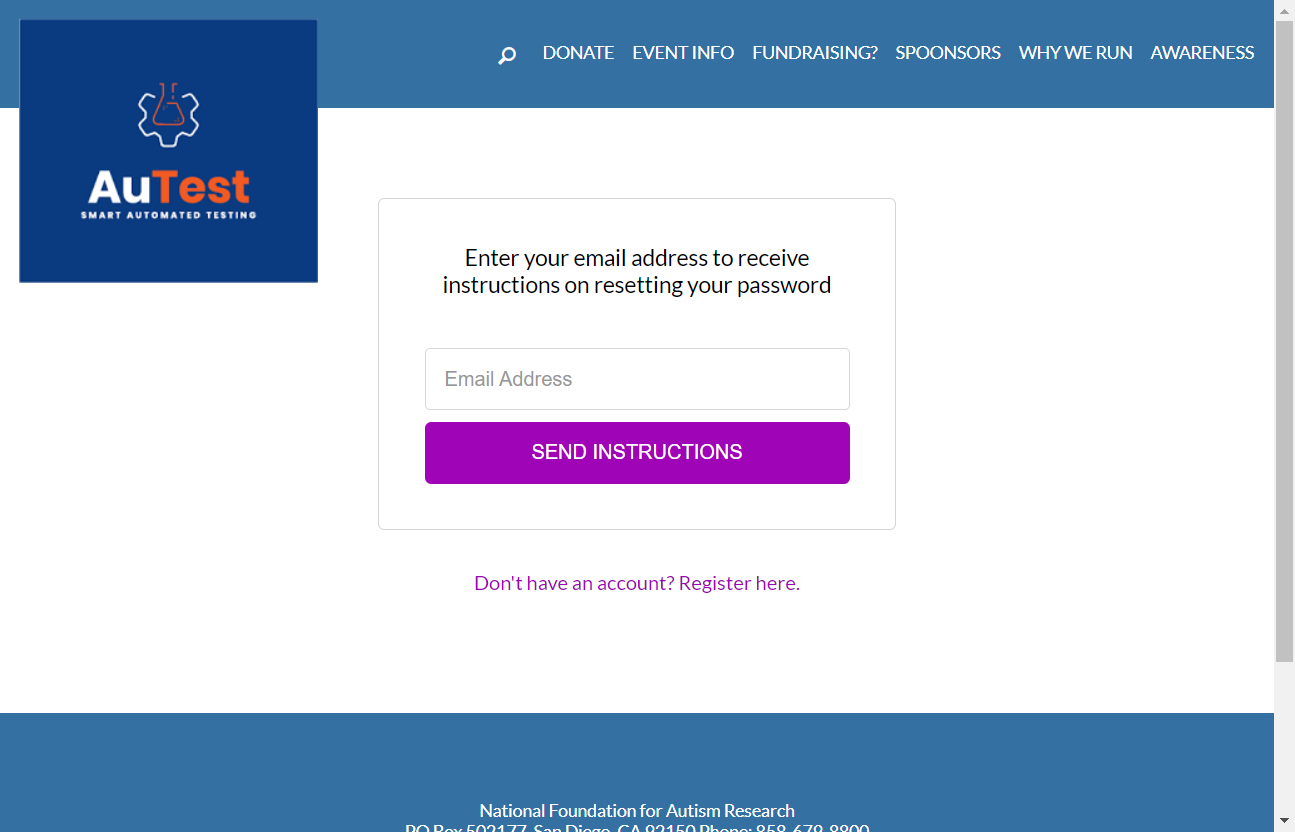 AuTest
SMART AUTOMATED TESTING
DONATE EVENT INFO FUNDRAISING? SPOONSORS WHY WE RUN AWARENESS
Enter your email address to receive
instructions on resetting your password
Email Address
SEND INSTRUCTIONS
Don't have an account? Register here.
National Foundation for Autism Research
PO Box 502177, San Diego, CA 92150 Phone: 858-679-8800